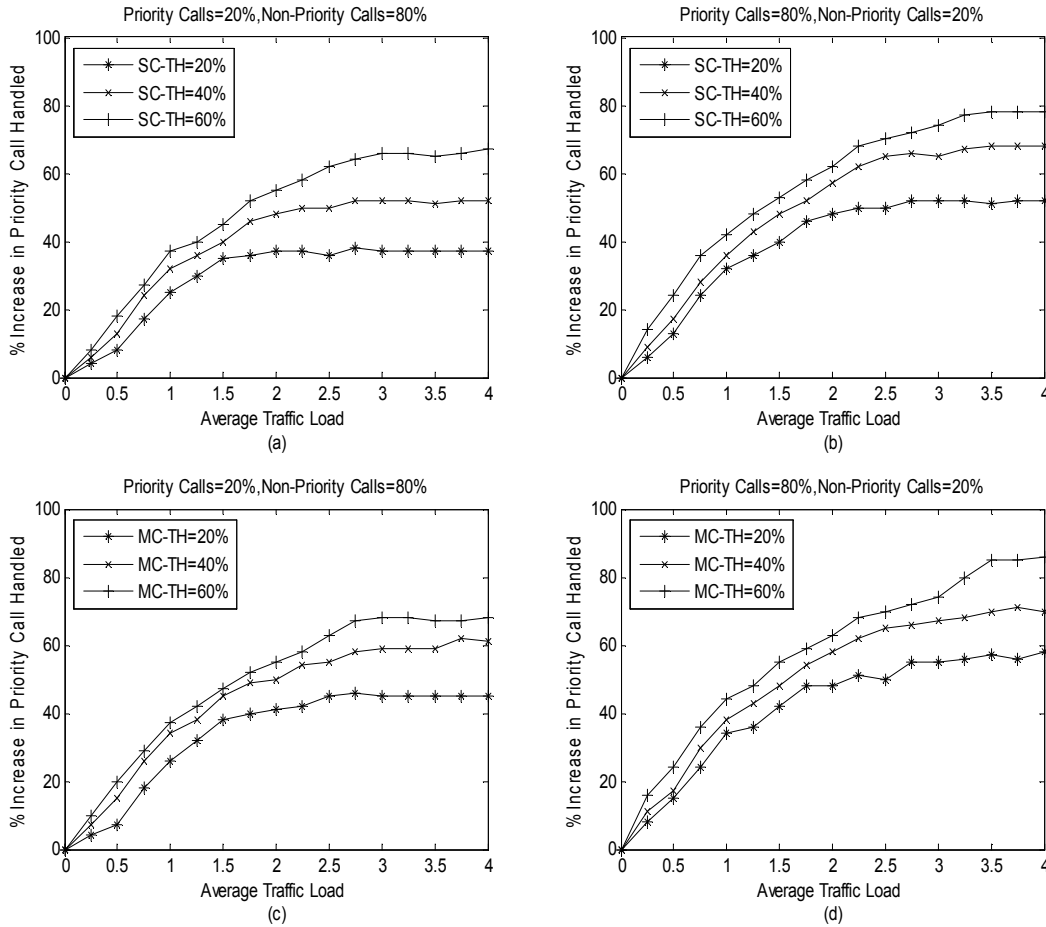 Priority Calls=20%,Non-Priority Calls=80%
100
80
60
40
20
0
% Increase in Priority Call Handled
SC-TH=20%
SC-TH=40%
SC-TH=60%
0 0.5 1 1.5 2 2.5 3 3.5 4
Average Traffic Load
(a)
Priority Calls=80%,Non-Priority Calls=20%
100
80
60
40
20
0
% Increase in Priority Call Handled
SC-TH=20%
SC-TH=40%
SC-TH=60%
0 0.5 1 1.5 2 2.5 3 3.5 4
Average Traffic Load
(b)
Priority Calls=20%,Non-Priority Calls=80%
100
80
60
40
20
0
% Increase in Priority Call Handled
MC-TH=20%
MC-TH=40%
MC-TH=60%
0 0.5 1 1.5 2 2.5 3 3.5 4
Average Traffic Load
(c)
Priority Calls=80%,Non-Priority Calls=20%
100
80
60
40
20
0
% Increase in Priority Call Handled
MC-TH=20%
MC-TH=40%
MC-TH=60%
0 0.5 1 1.5 2 2.5 3 3.5 4
Average Traffic Load
(d)